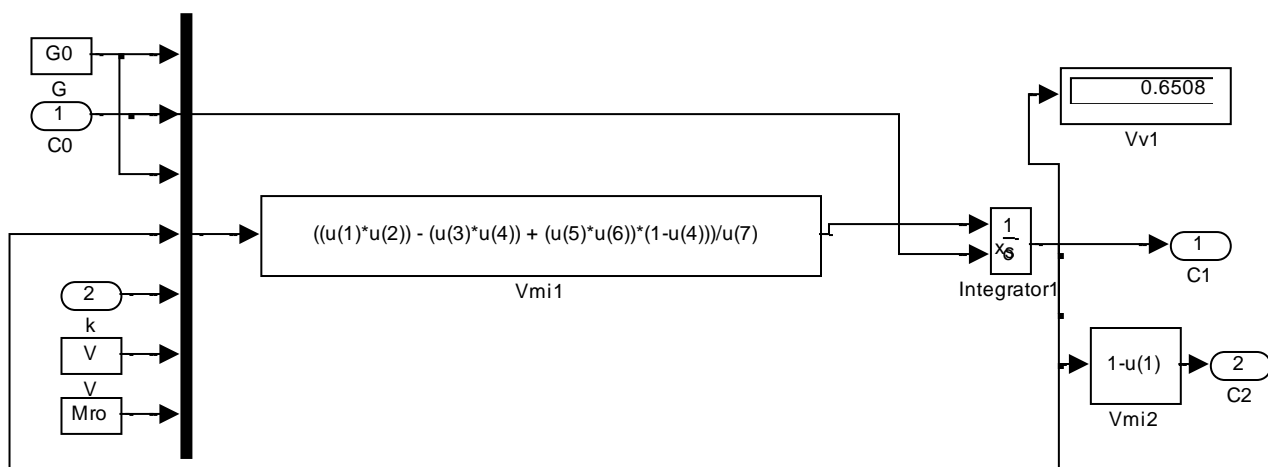 G0
G
1
C0
0.6508
Vv1
((u(1)*u(2)) - (u(3)*u(4)) + (u(5)*u(6))*(1-u(4)))/u(7)
Vmi1
1
s
xo
Integrator1
1
C1
2
k
V
V
Mro
1-u(1)
Vmi2
2
C2